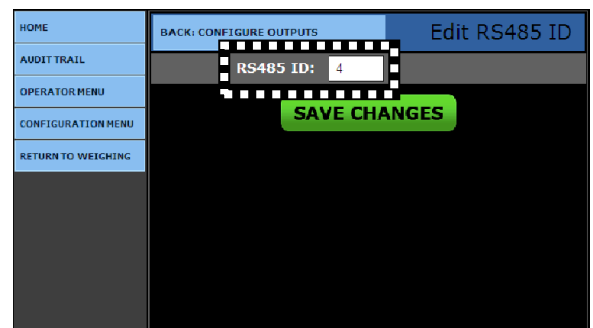 HOME
AUDIT TRAIL
OPERATOR MENU
CONFIGURATION MENU
RETURN TO WEIGHING
BACK: CONFIGURE OUTPUTS
Edit RS485 ID
RS485 ID: 4
SAVE CHANGES